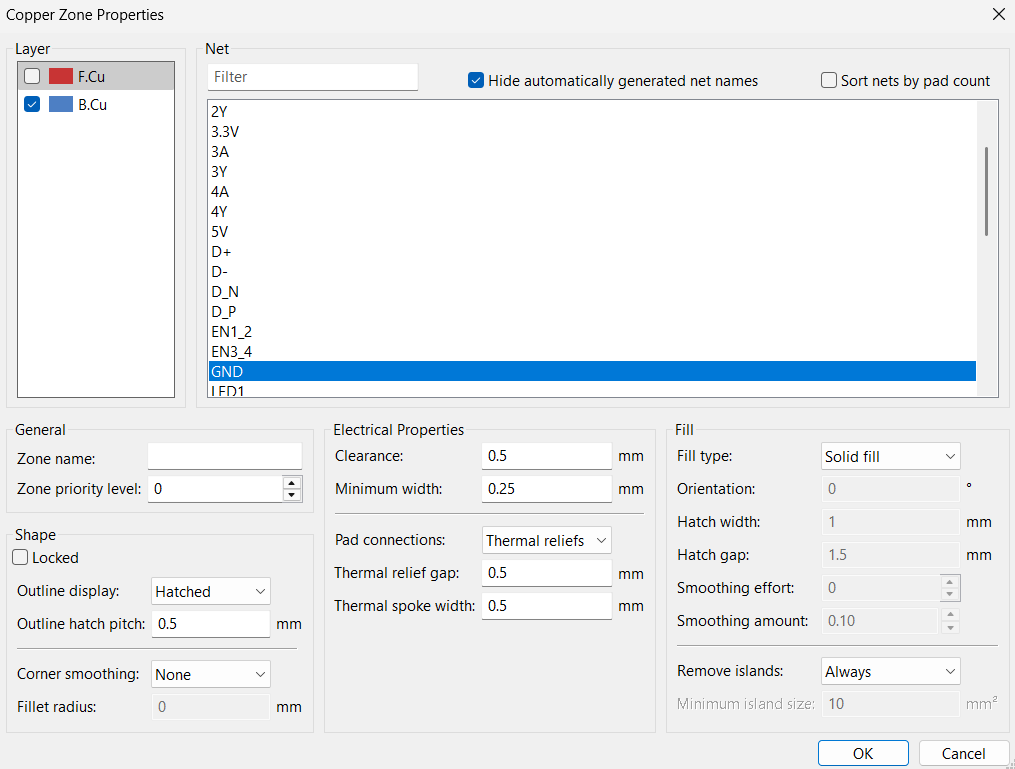 Copper Zone Properties
Layer
F.Cu
B.Cu
Net
Filter
Hide automatically generated net names
Sort nets by pad count
2Y
3.3V
3A
3Y
4A
4Y
5V
D+
D-
D_N
D_P
EN1_2
EN3_4
GND
LED1
General
Zone name:
Zone priority level: 0
Shape
Locked
Outline display: Hatched
Outline hatch pitch: 0.5 mm
Corner smoothing: None
Fillet radius: 0 mm
Electrical Properties
Clearance: 0.5 mm
Minimum width: 0.25 mm
Pad connections: Thermal reliefs
Thermal relief gap: 0.5 mm
Thermal spoke width: 0.5 mm
Fill
Fill type: Solid fill
Orientation: 0 °
Hatch width: 1 mm
Hatch gap: 1.5 mm
Smoothing effort: 0
Smoothing amount: 0.10
Remove islands: Always
Minimum island size: 10 mm²
OK Cancel